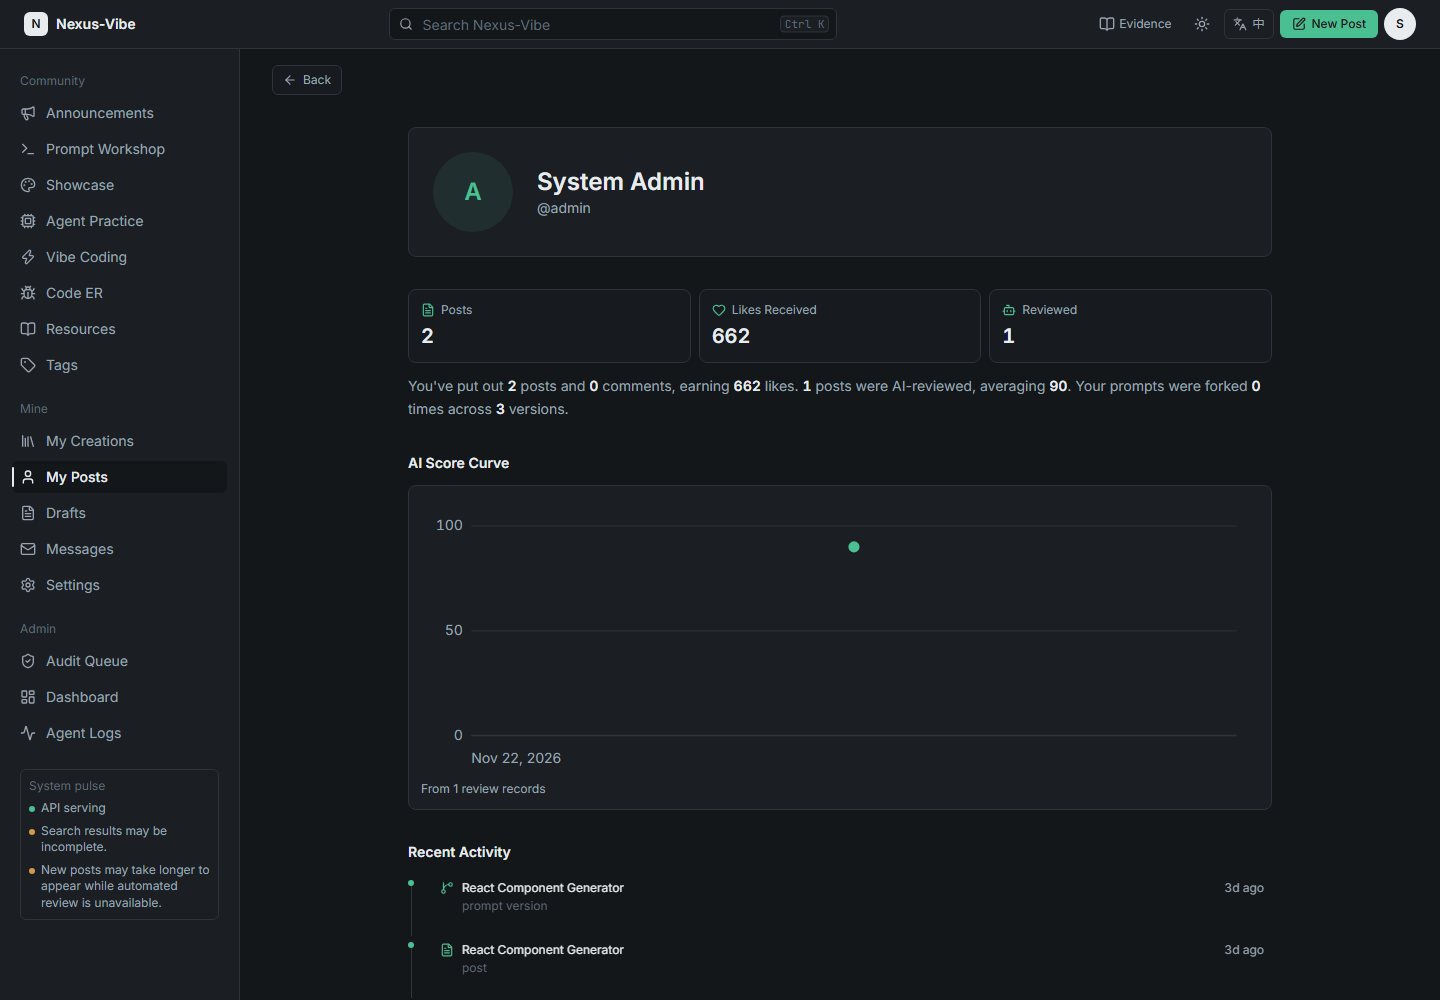 N Nexus-Vibe
Search Nexus-Vibe
Ctrl K
Evidence
中
New Post
S
Community
Announcements
Prompt Workshop
Showcase
Agent Practice
Vibe Coding
Code ER
Resources
Tags
Mine
My Creations
My Posts
Drafts
Messages
Settings
Admin
Audit Queue
Dashboard
Agent Logs
System pulse
API serving
Search results may be
incomplete.
New posts may take longer to
appear while automated
review is unavailable.
Back
A
System Admin
@admin
Posts
2
Likes Received
662
Reviewed
1
You've put out 2 posts and 0 comments, earning 662 likes. 1 posts were AI-reviewed, averaging 90. Your prompts were forked 0
times across 3 versions.
AI Score Curve
100
50
0
Nov 22, 2026
From 1 review records
Recent Activity
React Component Generator
3d ago
prompt version
React Component Generator
3d ago
post